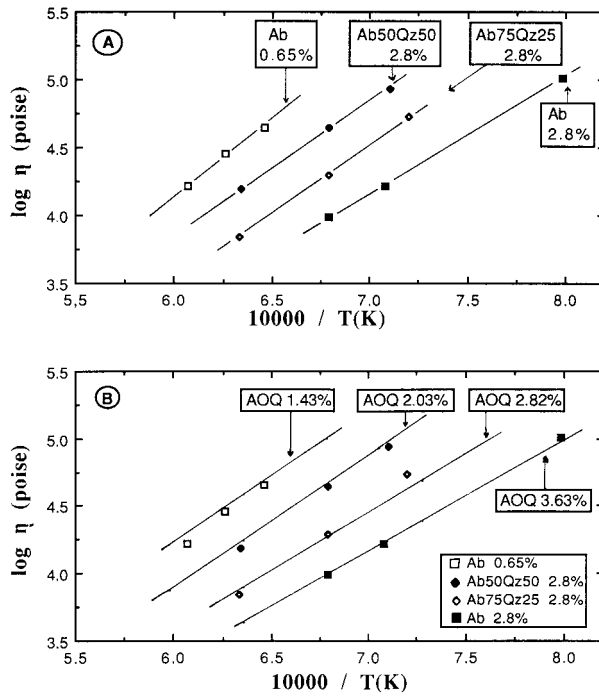 A
Ab
0.65%
Ab50Qz50
2.8%
Ab75Qz25
2.8%
Ab
2.8%
log η (poise)
5.5
5.0
4.5
4.0
3.5
5.5 6.0 6.5 7.0 7.5 8.0
10000 / T(K)
B
AOQ 1.43%
AOQ 2.03%
AOQ 2.82%
AOQ 3.63%
Ab 0.65%
Ab50Qz50 2.8%
Ab75Qz25 2.8%
Ab 2.8%
log η (poise)
5.5
5.0
4.5
4.0
3.5
5.5 6.0 6.5 7.0 7.5 8.0
10000 / T(K)